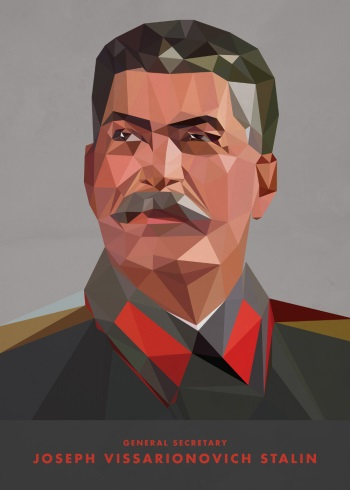 GENERAL SECRETARY
JOSEPH VISSARIONOVICH STALIN